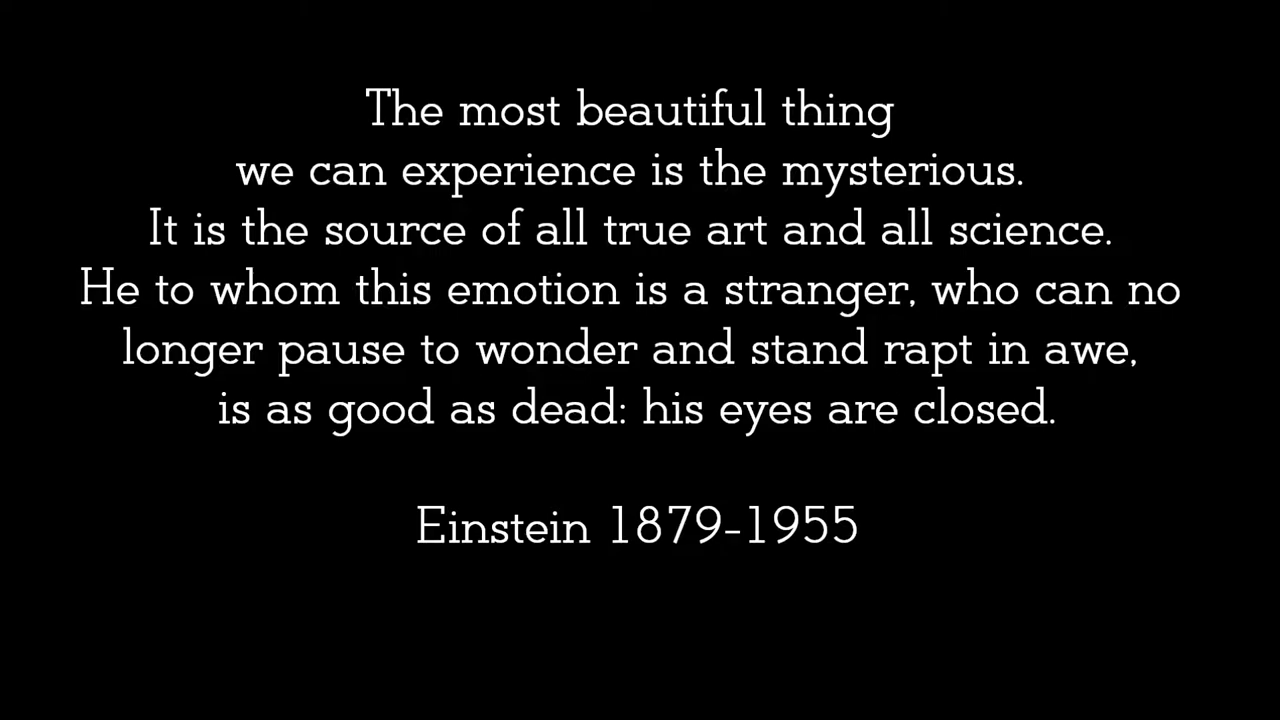 The most beautiful thing
we can experience is the mysterious.
It is the source of all true art and all science.
He to whom this emotion is a stranger, who can no
longer pause to wonder and stand rapt in awe,
is as good as dead: his eyes are closed.
Einstein 1879-1955